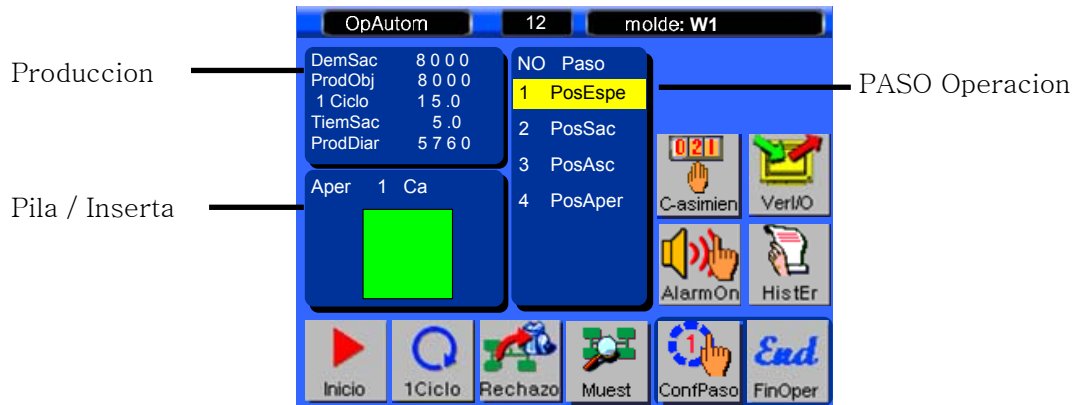 OpAutom 12 molde: W1
Produccion
DemSac 8000
ProdObj 8000
1 Ciclo 15.0
TiemSac 5.0
ProdDiar 5760
NO Paso
1 PosEspe
2 PosSac
3 PosAsc
4 PosAper
PASO Operacion
Pila / Inserta
Aper 1 Ca
021
C-asimien
VerI/O
AlarmOn
HistEr
Inicio
1Ciclo
Rechazo
Muest
1
ConfPaso
End
FinOper